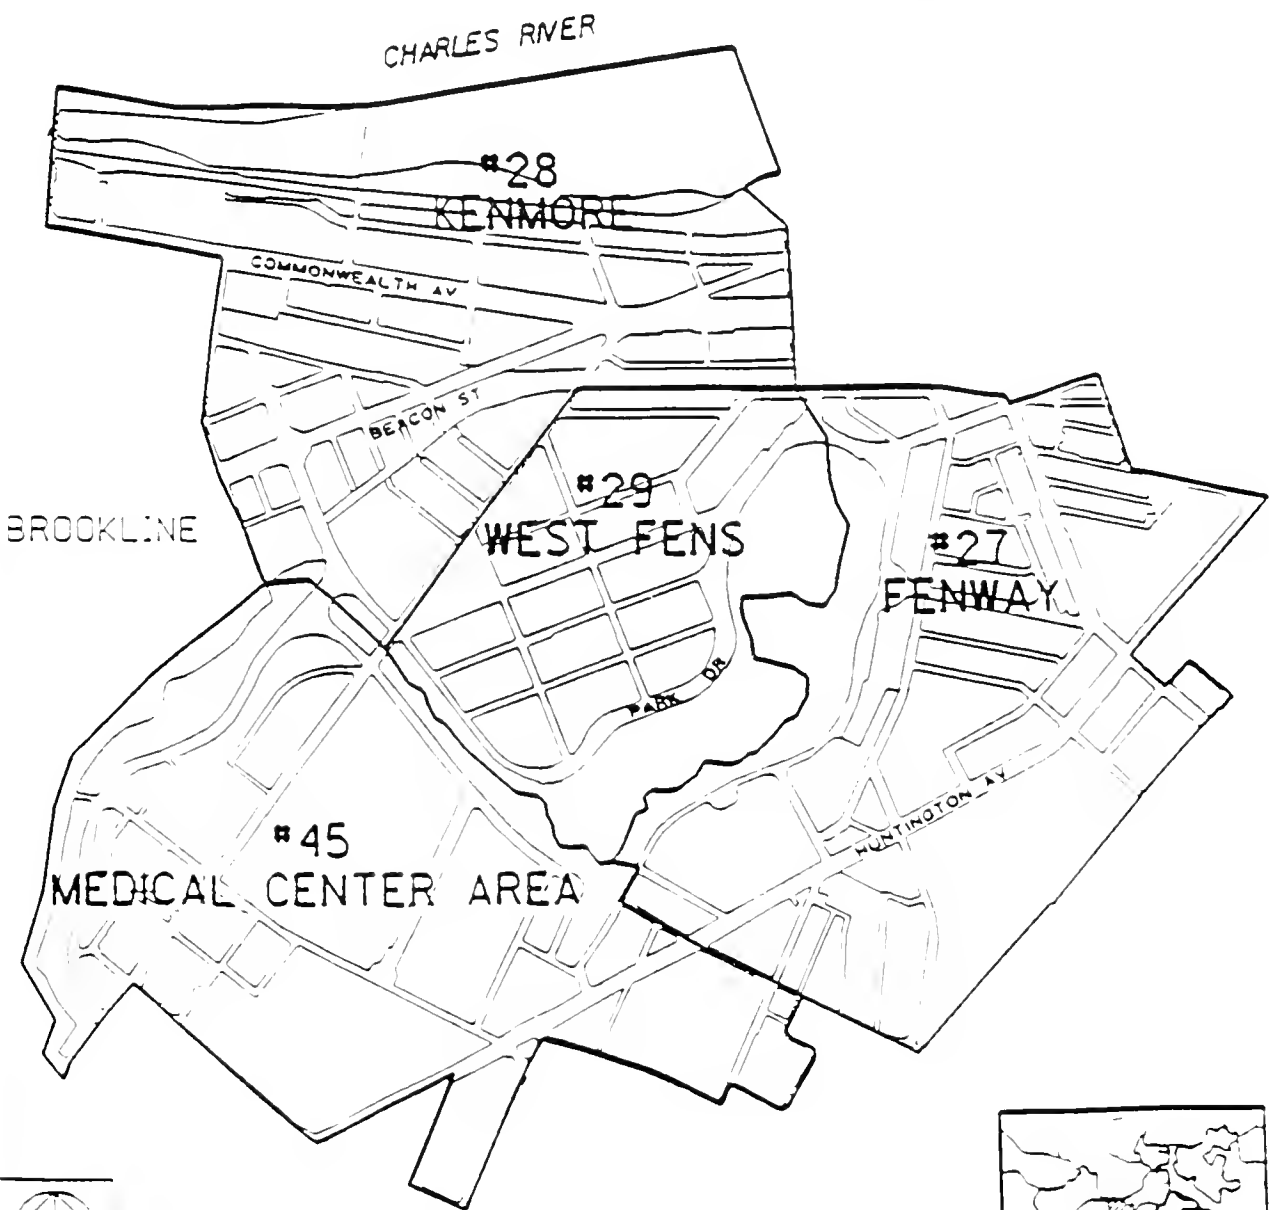 CHARLES RIVER
#28
KENMORE
COMMONWEALTH AV
BEACON ST
#29
WEST FENS
BROOKLINE
#27
FENWAY
PARK DR
HUNTINGTON AV
#45
MEDICAL CENTER AREA